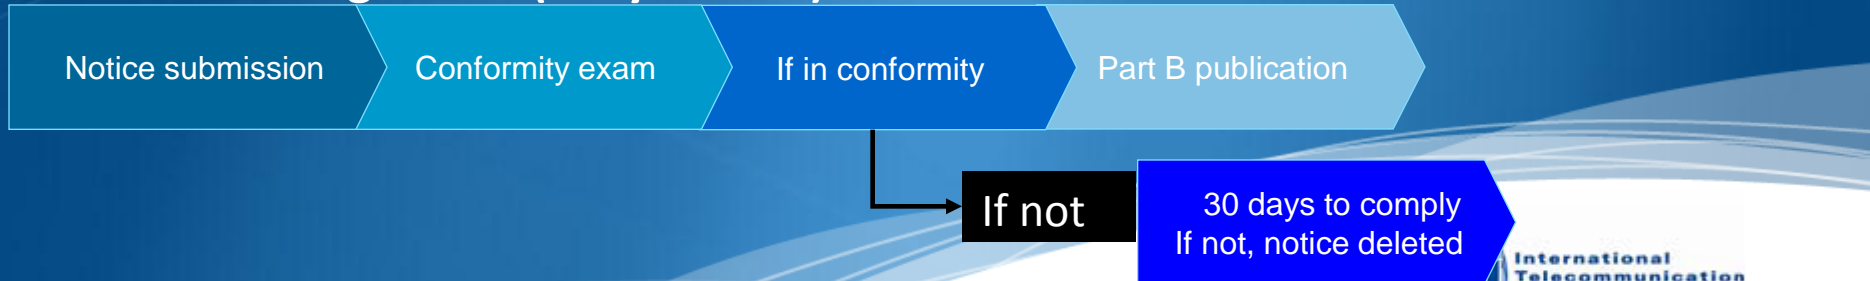 Notice submission
Conformity exam
If in conformity
Part B publication
If not
30 days to comply
If not, notice deleted
International
Telecommunication